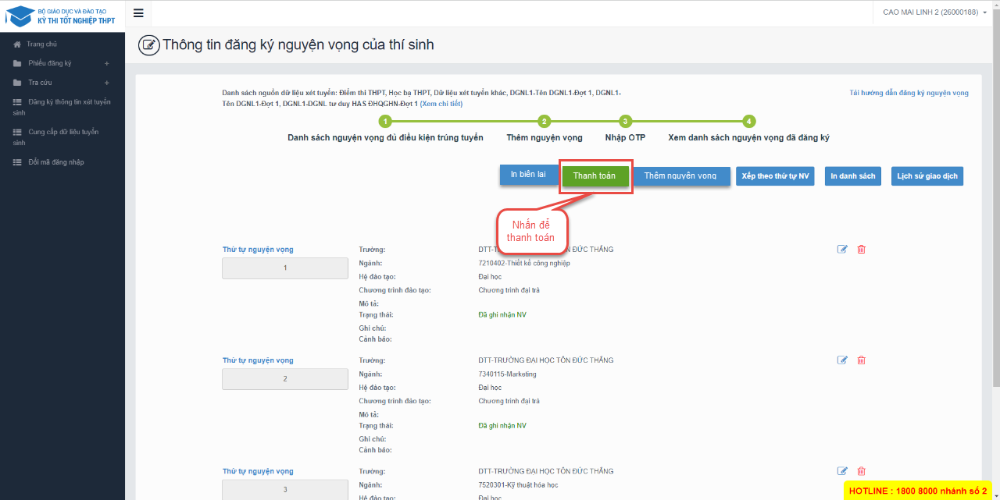 BỘ GIÁO DỤC VÀ ĐÀO TẠO
KỲ THI TỐT NGHIỆP THPT
CAO MAI LINH 2 (26000188)
Trang chủ
Phiếu đăng ký
Tra cứu
Đăng ký thông tin xét tuyển
sinh
Cung cấp dữ liệu tuyển
sinh
Đổi mã đăng nhập
Thông tin đăng ký nguyện vọng của thí sinh
Danh sách nguồn dữ liệu xét tuyển: Điểm thi THPT, Học bạ THPT, Dữ liệu xét tuyển khác, DGNL1-Tên DGNL1-Đợt 1, DGNL1-
Tên DGNL1-Đợt 1, DGNL1-DGNL tư duy HAS ĐHQGHN-Đợt 1 (Xem chi tiết)
Tải hướng dẫn đăng ký nguyện vọng
1 2 3 4
Danh sách nguyện vọng đủ điều kiện trúng tuyển Thêm nguyện vọng Nhập OTP Xem danh sách nguyện vọng đã đăng ký
In biên lai Thanh toán Thêm nguyện vọng Xếp theo thứ tự NV In danh sách Lịch sử giao dịch
Nhấn để
thanh toán
Thứ tự nguyện vọng
1
Trường: DTT-T N ĐỨC THẮNG
Ngành: 7210402-Thiết kế công nghiệp
Hệ đào tạo: Đại học
Chương trình đào tạo: Chương trình đại trà
Mô tả:
Trạng thái: Đã ghi nhận NV
Ghi chú:
Cảnh báo:
Thứ tự nguyện vọng
2
Trường: DTT-TRƯỜNG ĐẠI HỌC TÔN ĐỨC THẮNG
Ngành: 7340115-Marketing
Hệ đào tạo: Đại học
Chương trình đào tạo: Chương trình đại trà
Mô tả:
Trạng thái: Đã ghi nhận NV
Ghi chú:
Cảnh báo:
Thứ tự nguyện vọng
3
Trường: DTT-TRƯỜNG ĐẠI HỌC TÔN ĐỨC THẮNG
Ngành: 7520301-Kỹ thuật hóa học
Hệ đào tạo: Đại học
HOTLINE : 1800 8000 nhánh số 2